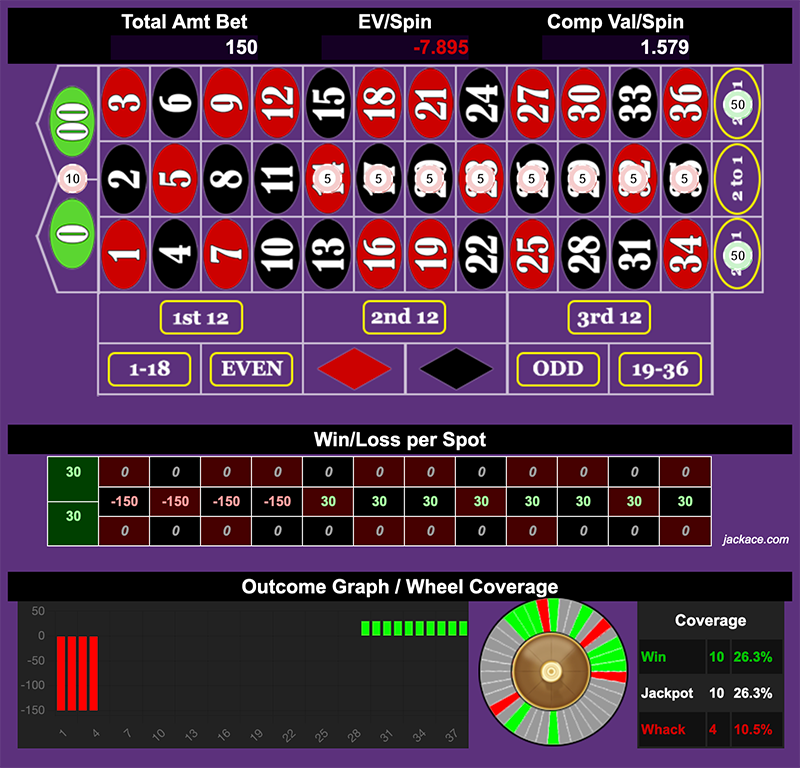 Total Amt Bet EV/Spin Comp Val/Spin
150 -7.895 1.579
00 3 6 9 12 15 18 21 24 27 30 33 36 50
10 2 5 8 11 5 5 5 5 5 5 5 5 2 to 1
0 1 4 7 10 13 16 19 22 25 28 31 34 50
1st 12 2nd 12 3rd 12
1-18 EVEN ODD 19-36
Win/Loss per Spot
30 0 0 0 0 0 0 0 0 0 0 0 0
-150 -150 -150 -150 30 30 30 30 30 30 30 30
30 0 0 0 0 0 0 0 0 0 0 0 0
jackace.com
Outcome Graph / Wheel Coverage
50
0
-50
-100
-150
1 4 7 10 13 16 19 22 25 28 31 34 37
Coverage
Win 10 26.3%
Jackpot 10 26.3%
Whack 4 10.5%